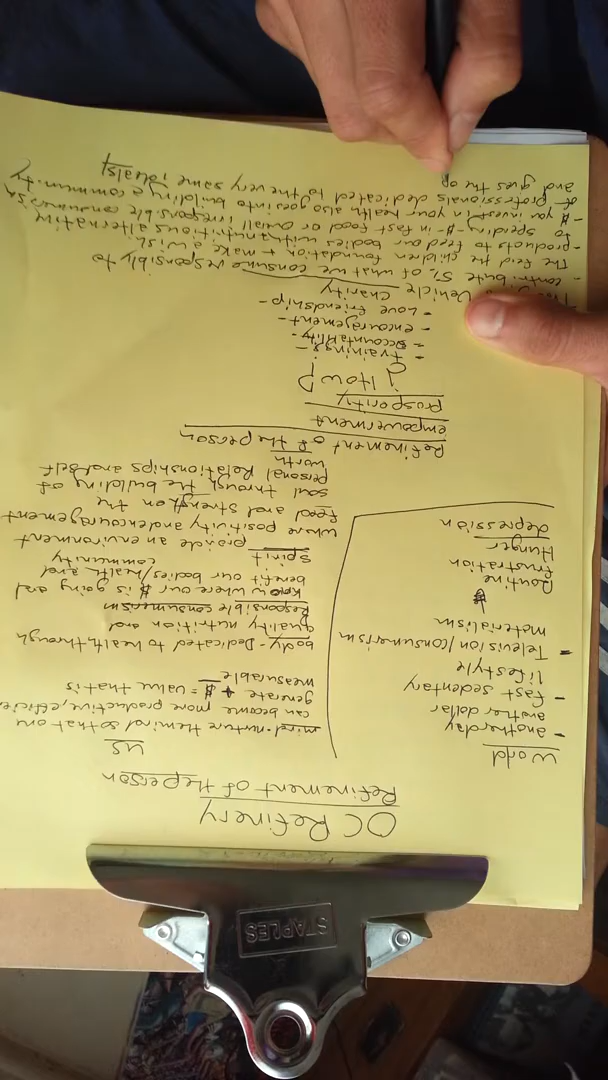 STAPLES
OC Refinery
Refinement of the person
World
- another day
another dollar
- fast sedentary
lifestyle
- Television/consumerism
materialism
$
Routine
frustration
Hunger
depression
US
mind-nurture the mind so that one
can become more productive, efficie
generate + $ = value that is
measurable
body-Dedicated to health through
quality nutrition and
Responsible consumerism
know where our $ is going and
benefit our bodies/health and
community
Spirit
provide an environment
where positivity and encouragement
feed and strengthen the
soul through the building of
personal Relationships and self
worth
Refinement of the person
empowerment
prosperity
¿ How?
- trainings -
- accountability -
- encouragement -
- Love friendship -
charity
Vehicle
- contribute 5% of what we consume responsibly to
The feed the children foundation + make a wish
- products to feed our bodies with a nutritious alternativ
to spending -$- in fast food or overall irresponsible consumerism
- $ you invest in your health also goes into building a community
of professionals dedicated to the very same ideals)
and gives the op